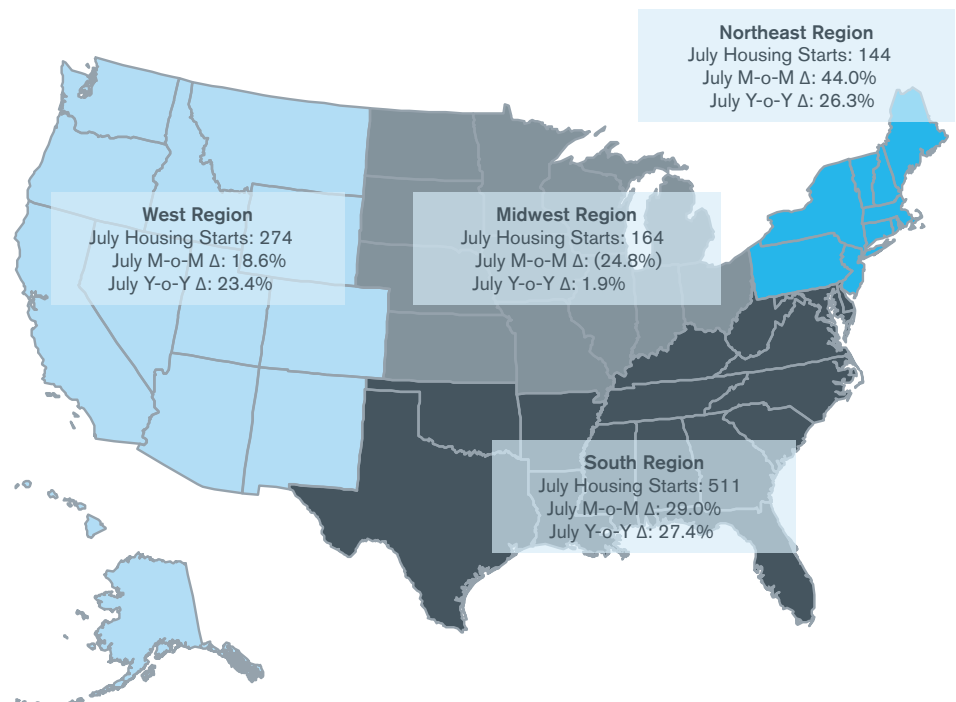 Northeast Region
July Housing Starts: 144
July M-o-M Δ: 44.0%
July Y-o-Y Δ: 26.3%
West Region
July Housing Starts: 274
July M-o-M Δ: 18.6%
July Y-o-Y Δ: 23.4%
Midwest Region
July Housing Starts: 164
July M-o-M Δ: (24.8%)
July Y-o-Y Δ: 1.9%
South Region
July Housing Starts: 511
July M-o-M Δ: 29.0%
July Y-o-Y Δ: 27.4%